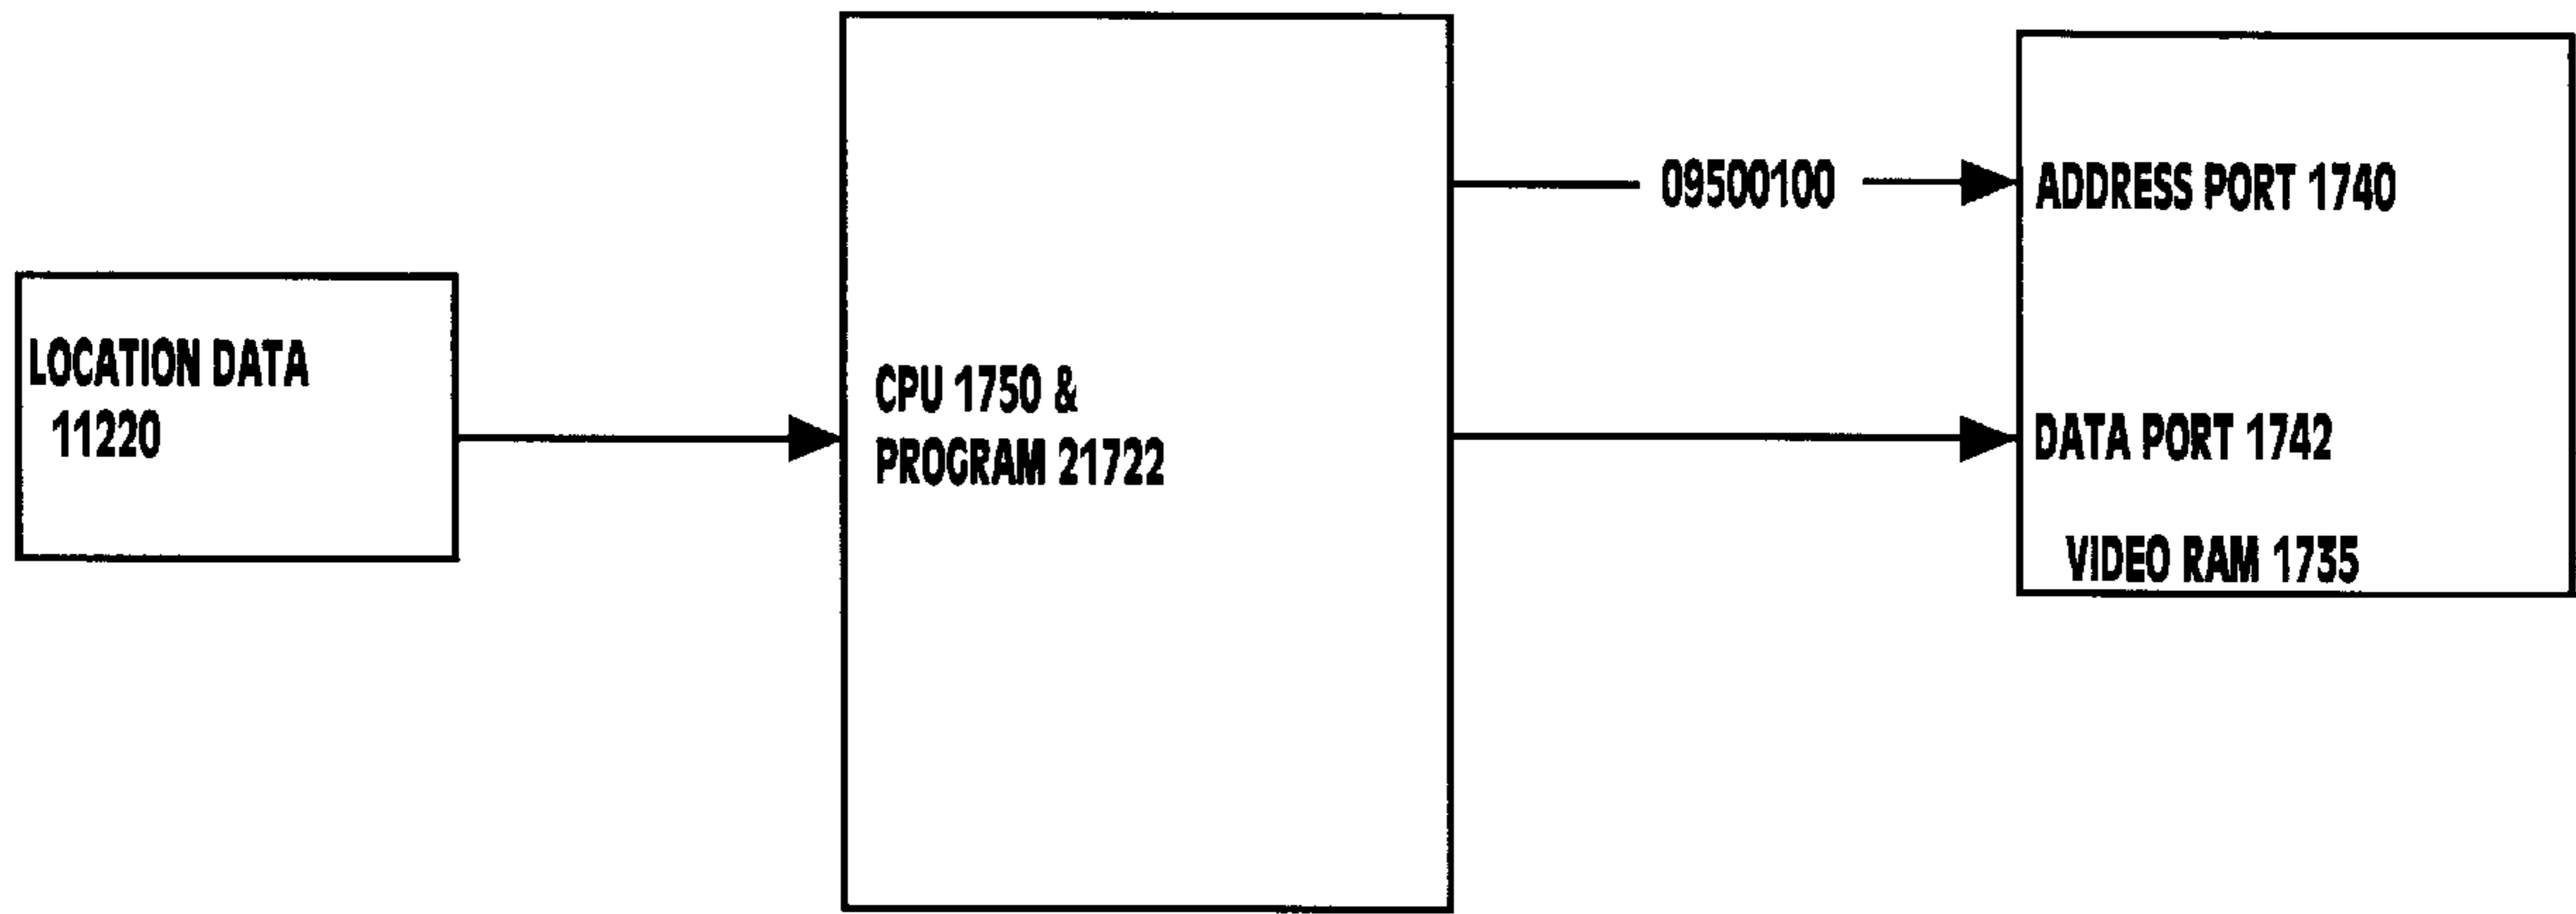 LOCATION DATA
11220
CPU 1750 &
PROGRAM 21722
09500100
ADDRESS PORT 1740
DATA PORT 1742
VIDEO RAM 1735